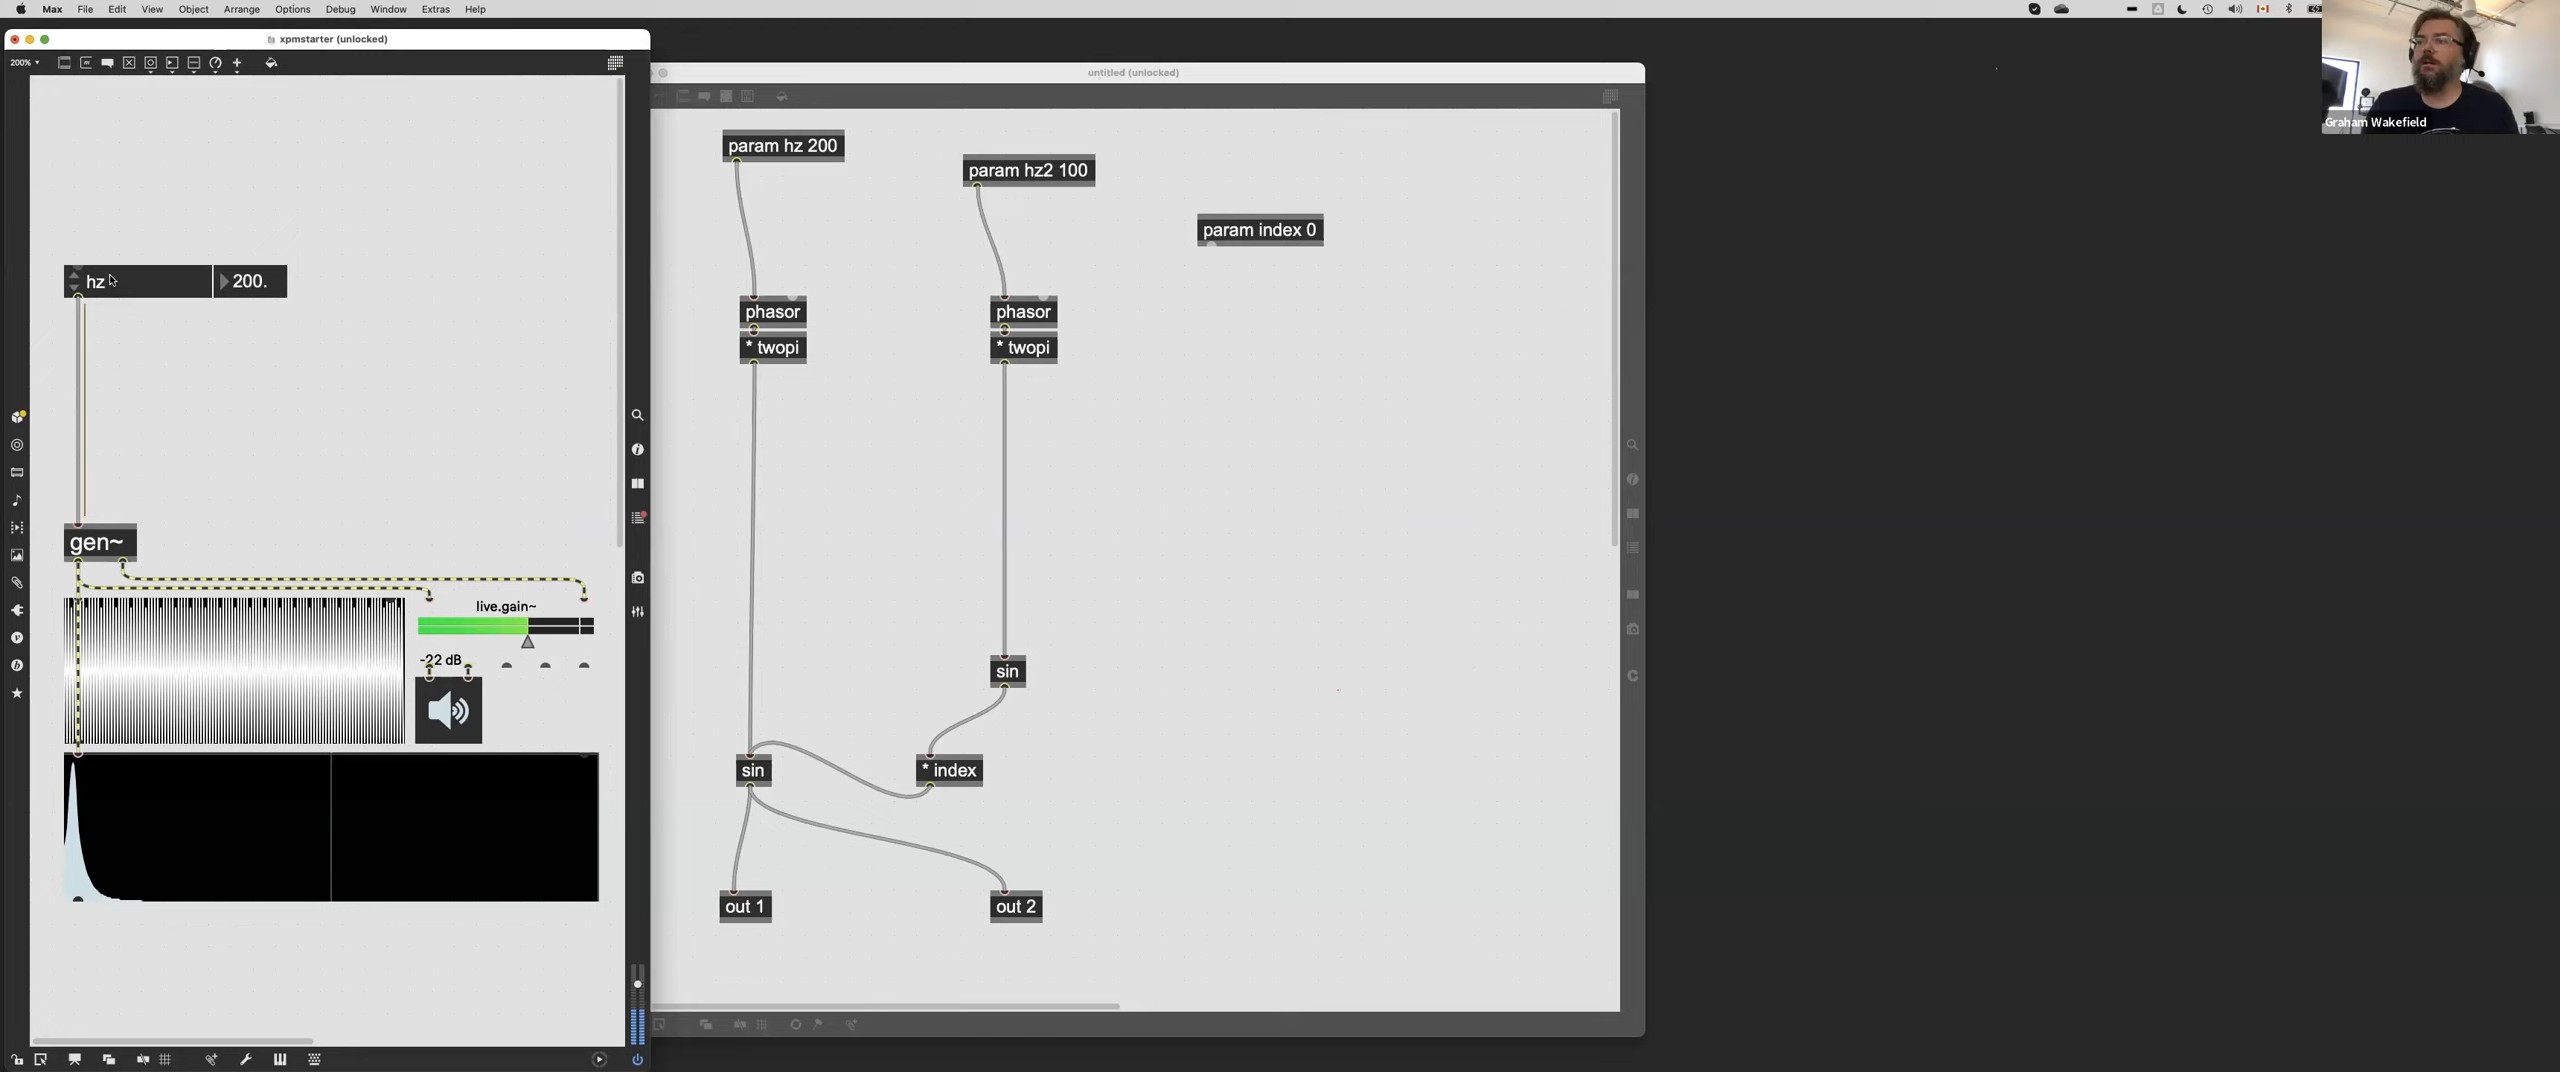 Max File Edit View Object Arrange Options Debug Window Extras Help
xpmstarter (unlocked)
200%
untitled (unlocked)
Graham Wakefield
param hz 200
param hz2 100
param index 0
hz 200.
phasor
phasor
* twopi
* twopi
gen~
live.gain~
-22 dB
sin
sin
* index
out 1
out 2